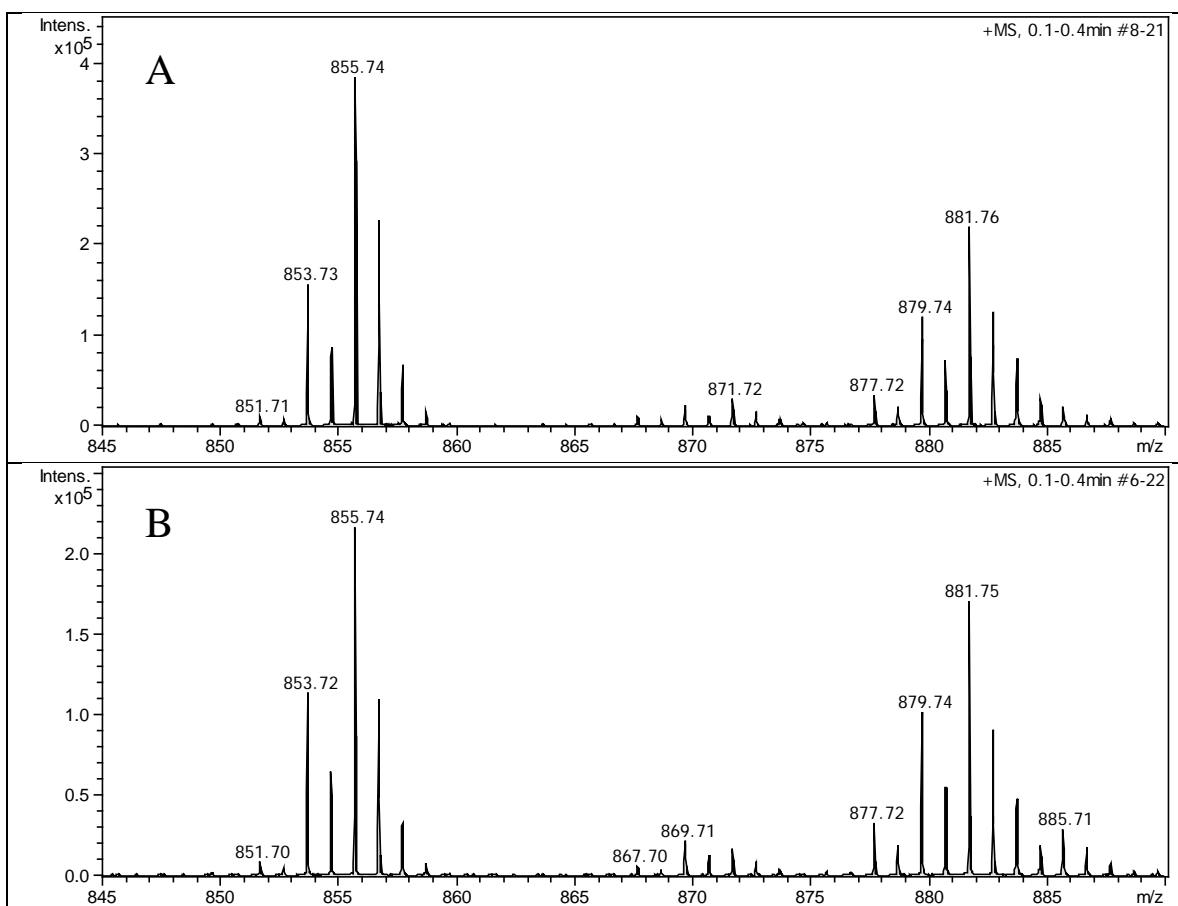 Intens.
x10⁵
+MS, 0.1-0.4min #8-21
A
855.74
4
3
881.76
2
853.73
879.74
1
851.71
871.72
877.72
0
845 850 855 860 865 870 875 880 885 m/z
Intens.
x10⁵
+MS, 0.1-0.4min #6-22
B
855.74
2.0
881.75
1.5
853.72
879.74
1.0
877.72
885.71
0.5
869.71
851.70
867.70
0.0
845 850 855 860 865 870 875 880 885 m/z